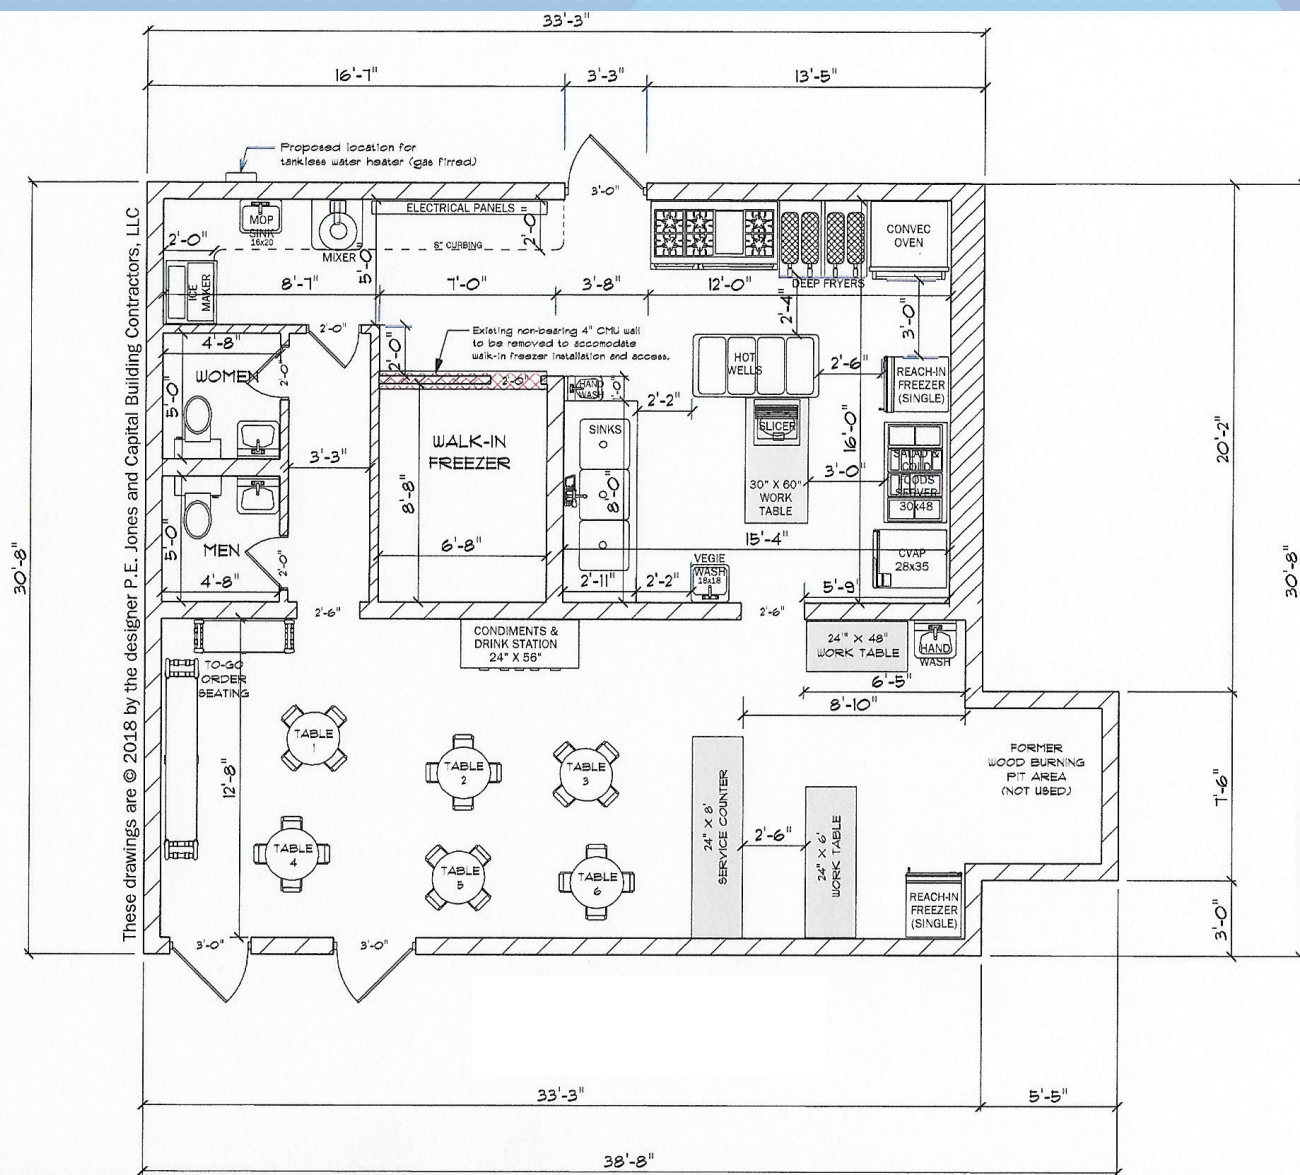 33'-3"
16'-7"
3'-3"
13'-5"
Proposed location for
tankless water heater (gas firred)
These drawings are © 2018 by the designer P.E. Jones and Capital Building Contractors, LLC
30'-8"
MOP
SINK
16x20
MIXER
ELECTRICAL PANELS =
8" CURBING
2'-0
3'-0"
CONVEC
OVEN
DEEP FRYERS
2'-0"
ICE
MAKER
8'-7"
5'-0"
7'-0"
3'-8"
12'-0"
2'-4"
3'-0"
2'-0"
2'-0"
Existing non-bearing 4" CMU wall
to be removed to accomodate
walk-in freezer installation and access.
4'-8"
WOMEN
5'-0"
2'-0"
2'-0"
HAND
WASH
1'-0"
HOT
WELLS
2'-6"
REACH-IN
FREEZER
(SINGLE)
2'-2"
SLICER
16'-0"
SINKS
WALK-IN
FREEZER
3'-3"
8'-8"
8'-0"
30" X 60"
WORK
TABLE
3'-0"
SALAD &
COLD
FOODS
SERVER
30x48
20'-2"
MEN
5'-0"
2'-0"
4'-8"
6'-8"
15'-4"
CVAP
28x35
VEGIE
WASH
18x18
2'-11"
2'-2"
5'-9
2'-6"
2'-6"
CONDIMENTS &
DRINK STATION
24" X 56"
24" X 48"
WORK TABLE
HAND
WASH
TO-GO
ORDER
SEATING
6'-5"
8'-10"
12'-8"
TABLE
1
TABLE
2
TABLE
3
TABLE
4
TABLE
5
TABLE
6
24" X 8'
SERVICE COUNTER
2'-6"
24" X 6'
WORK TABLE
FORMER
WOOD BURNING
PIT AREA
(NOT USED)
REACH-IN
FREEZER
(SINGLE)
7'-6"
3'-0"
30'-8"
3'-0"
3'-0"
33'-3"
5'-5"
38'-8"